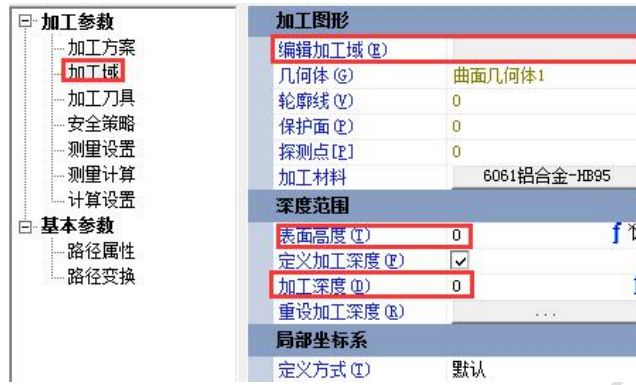 加工参数
加工方案
加工域
加工刀具
安全策略
测量设置
测量计算
计算设置
基本参数
路径属性
路径变换
加工图形
编辑加工域(E)
几何体(G) 曲面几何体1
轮廓线(V) 0
保护面(P) 0
探测点[P] 0
加工材料 6061铝合金-HB95
深度范围
表面高度(T) 0 f
定义加工深度(F)
加工深度(D) 0
重设加工深度(R) ...
局部坐标系
定义方式(T) 默认